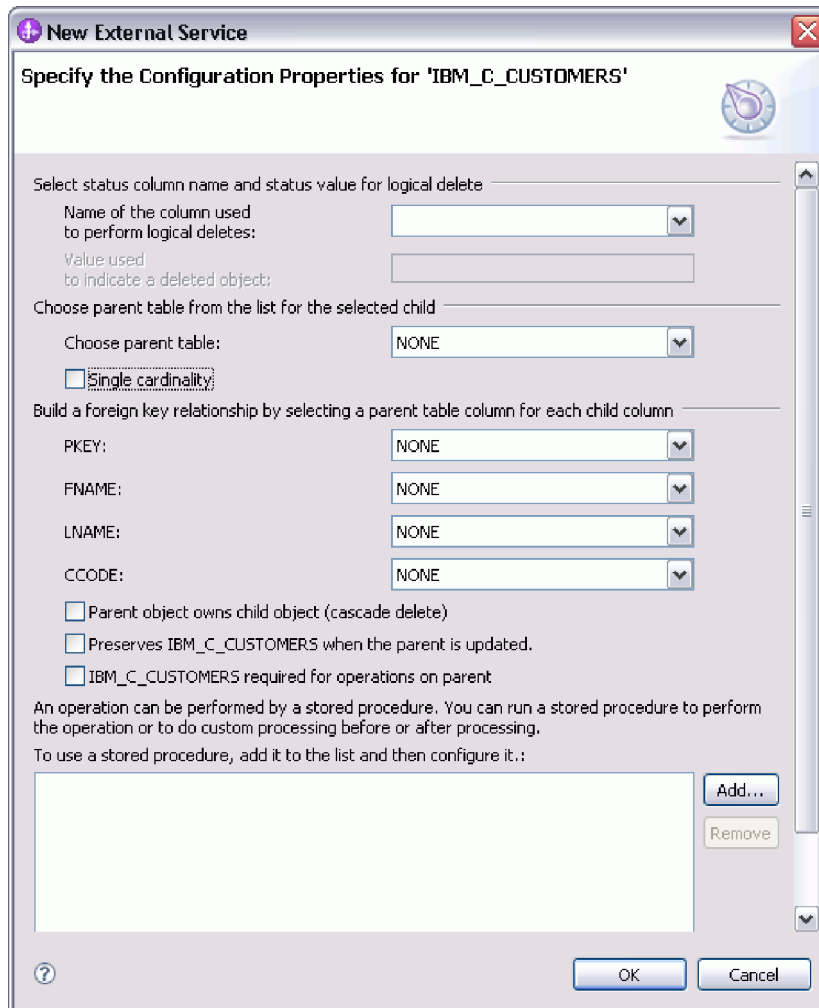 New External Service
Specify the Configuration Properties for 'IBM_C_CUSTOMERS'
Select status column name and status value for logical delete
Name of the column used
to perform logical deletes:
Value used
to indicate a deleted object:
Choose parent table from the list for the selected child
Choose parent table:
NONE
Single cardinality
Build a foreign key relationship by selecting a parent table column for each child column
PKEY:
NONE
FNAME:
NONE
LNAME:
NONE
CCODE:
NONE
Parent object owns child object (cascade delete)
Preserves IBM_C_CUSTOMERS when the parent is updated.
IBM_C_CUSTOMERS required for operations on parent
An operation can be performed by a stored procedure. You can run a stored procedure to perform
the operation or to do custom processing before or after processing.
To use a stored procedure, add it to the list and then configure it.:
Add...
Remove
?
OK
Cancel